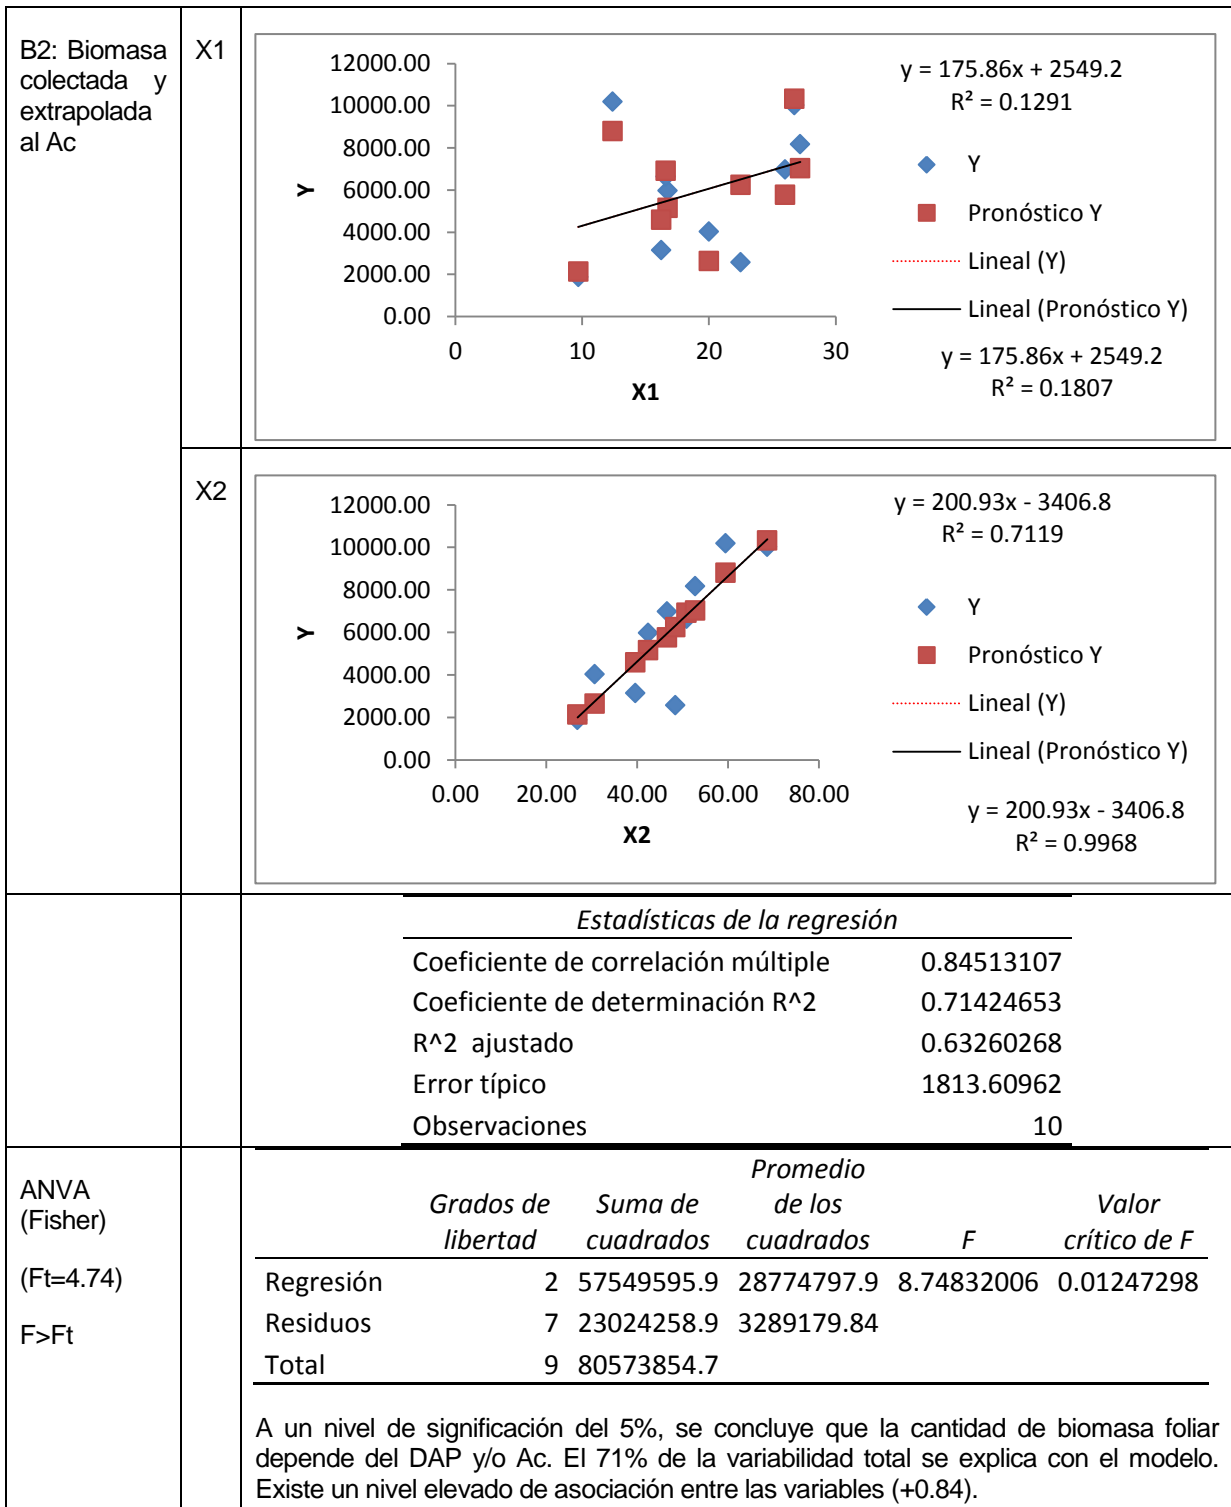 B2: Biomasa
colectada y
extrapolada
al Ac
X1
12000.00
10000.00
8000.00
6000.00
4000.00
2000.00
0.00
Y
0 10 20 30
X1
y = 175.86x + 2549.2
R² = 0.1291
Y
Pronóstico Y
Lineal (Y)
Lineal (Pronóstico Y)
y = 175.86x + 2549.2
R² = 0.1807
X2
12000.00
10000.00
8000.00
6000.00
4000.00
2000.00
0.00
Y
0.00 20.00 40.00 60.00 80.00
X2
y = 200.93x - 3406.8
R² = 0.7119
Y
Pronóstico Y
Lineal (Y)
Lineal (Pronóstico Y)
y = 200.93x - 3406.8
R² = 0.9968
Estadísticas de la regresión
Coeficiente de correlación múltiple 0.84513107
Coeficiente de determinación R^2 0.71424653
R^2 ajustado 0.63260268
Error típico 1813.60962
Observaciones 10
ANVA
(Fisher)
(Ft=4.74)
F>Ft
Promedio
Grados de Suma de de los Valor
libertad cuadrados cuadrados F crítico de F
Regresión 2 57549595.9 28774797.9 8.74832006 0.01247298
Residuos 7 23024258.9 3289179.84
Total 9 80573854.7
A un nivel de significación del 5%, se concluye que la cantidad de biomasa foliar
depende del DAP y/o Ac. El 71% de la variabilidad total se explica con el modelo.
Existe un nivel elevado de asociación entre las variables (+0.84).